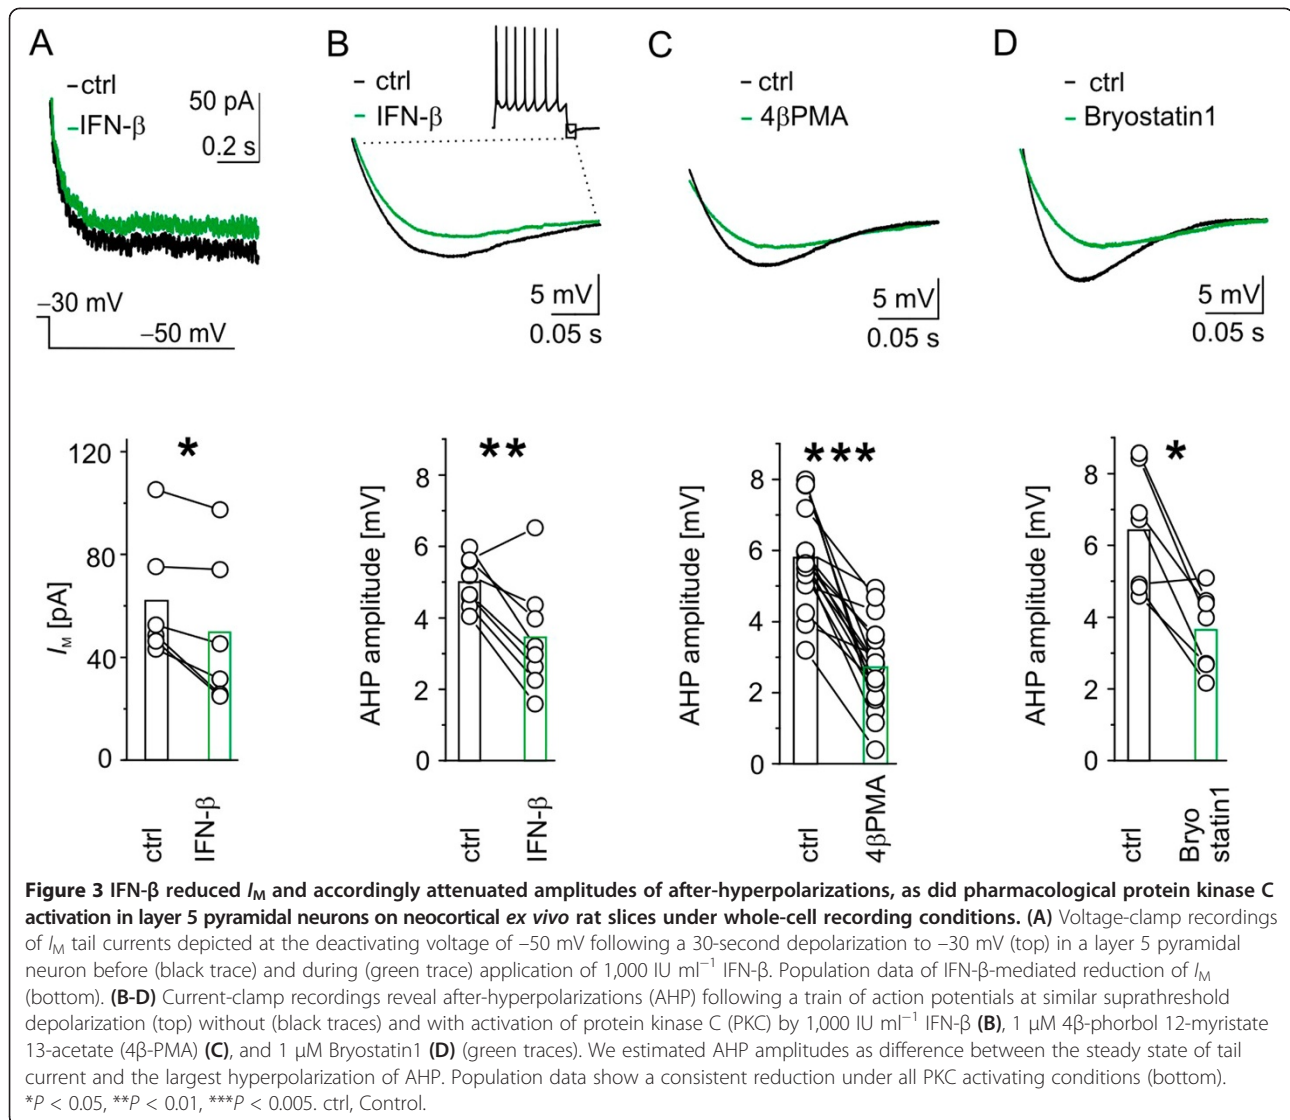 A
B
C
D
ctrl
IFN-β
50 pA
0.2 s
–30 mV
–50 mV
ctrl
IFN-β
5 mV
0.05 s
ctrl
4βPMA
5 mV
0.05 s
ctrl
Bryostatin1
5 mV
0.05 s
*
120
80
40
0
IM [pA]
ctrl
IFN-β
**
8
6
4
2
0
AHP amplitude [mV]
ctrl
IFN-β
***
8
6
4
2
0
AHP amplitude [mV]
ctrl
4βPMA
*
8
6
4
2
0
AHP amplitude [mV]
ctrl
Bryo
statin1
Figure 3 IFN-β reduced IM and accordingly attenuated amplitudes of after-hyperpolarizations, as did pharmacological protein kinase C
activation in layer 5 pyramidal neurons on neocortical ex vivo rat slices under whole-cell recording conditions. (A) Voltage-clamp recordings
of IM tail currents depicted at the deactivating voltage of –50 mV following a 30-second depolarization to –30 mV (top) in a layer 5 pyramidal
neuron before (black trace) and during (green trace) application of 1,000 IU ml−1 IFN-β. Population data of IFN-β-mediated reduction of IM
(bottom). (B-D) Current-clamp recordings reveal after-hyperpolarizations (AHP) following a train of action potentials at similar suprathreshold
depolarization (top) without (black traces) and with activation of protein kinase C (PKC) by 1,000 IU ml−1 IFN-β (B), 1 μM 4β-phorbol 12-myristate
13-acetate (4β-PMA) (C), and 1 μM Bryostatin1 (D) (green traces). We estimated AHP amplitudes as difference between the steady state of tail
current and the largest hyperpolarization of AHP. Population data show a consistent reduction under all PKC activating conditions (bottom).
*P < 0.05, **P < 0.01, ***P < 0.005. ctrl, Control.